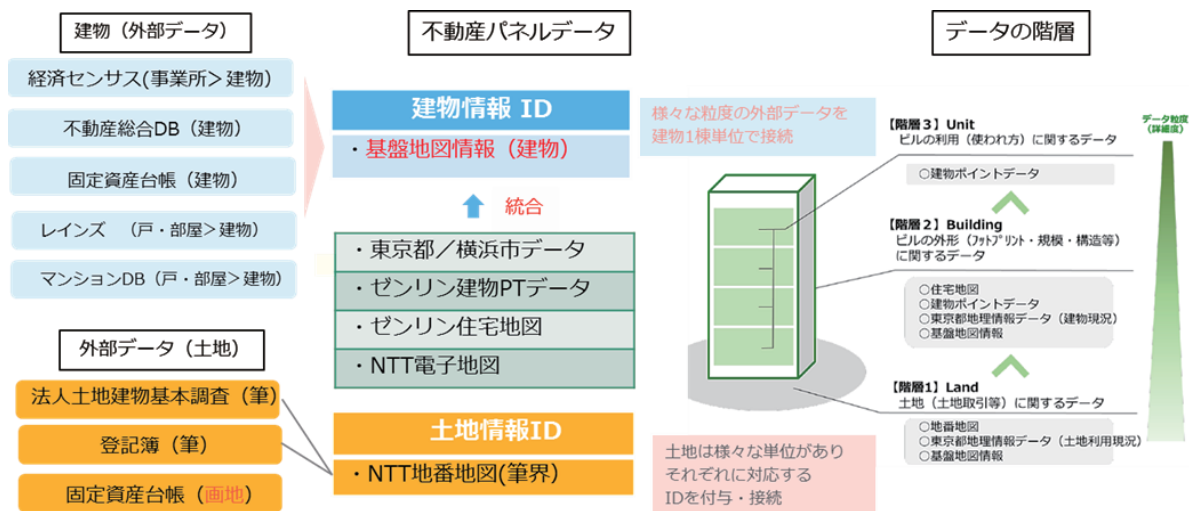 建物（外部データ）
経済センサス(事業所＞建物）
不動産総合DB（建物）
固定資産台帳（建物）
レインズ　（戸・部屋＞建物）
マンションDB（戸・部屋＞建物）
外部データ（土地）
法人土地建物基本調査（筆）
登記簿（筆）
固定資産台帳（画地）
不動産パネルデータ
建物情報 ID
・基盤地図情報（建物）
統合
・東京都／横浜市データ
・ゼンリン建物PTデータ
・ゼンリン住宅地図
・NTT電子地図
土地情報ID
・NTT地番地図(筆界）
様々な粒度の外部データを
建物1棟単位で接続
土地は様々な単位があり
それぞれに対応する
IDを付与・接続
データの階層
データ粒度
（詳細度）
【階層３】Unit
ビルの利用（使われ方）に関するデータ
○建物ポイントデータ
【階層２】Building
ビルの外形（ﾌｯﾄﾌﾟﾘﾝﾄ・規模・構造等）
に関するデータ
○住宅地図
○建物ポイントデータ
○東京都地理情報データ（建物現況）
○基盤地図情報
【階層1】Land
土地（土地取引等）に関するデータ
○地番地図
○東京都地理情報データ（土地利用現況）
○基盤地図情報